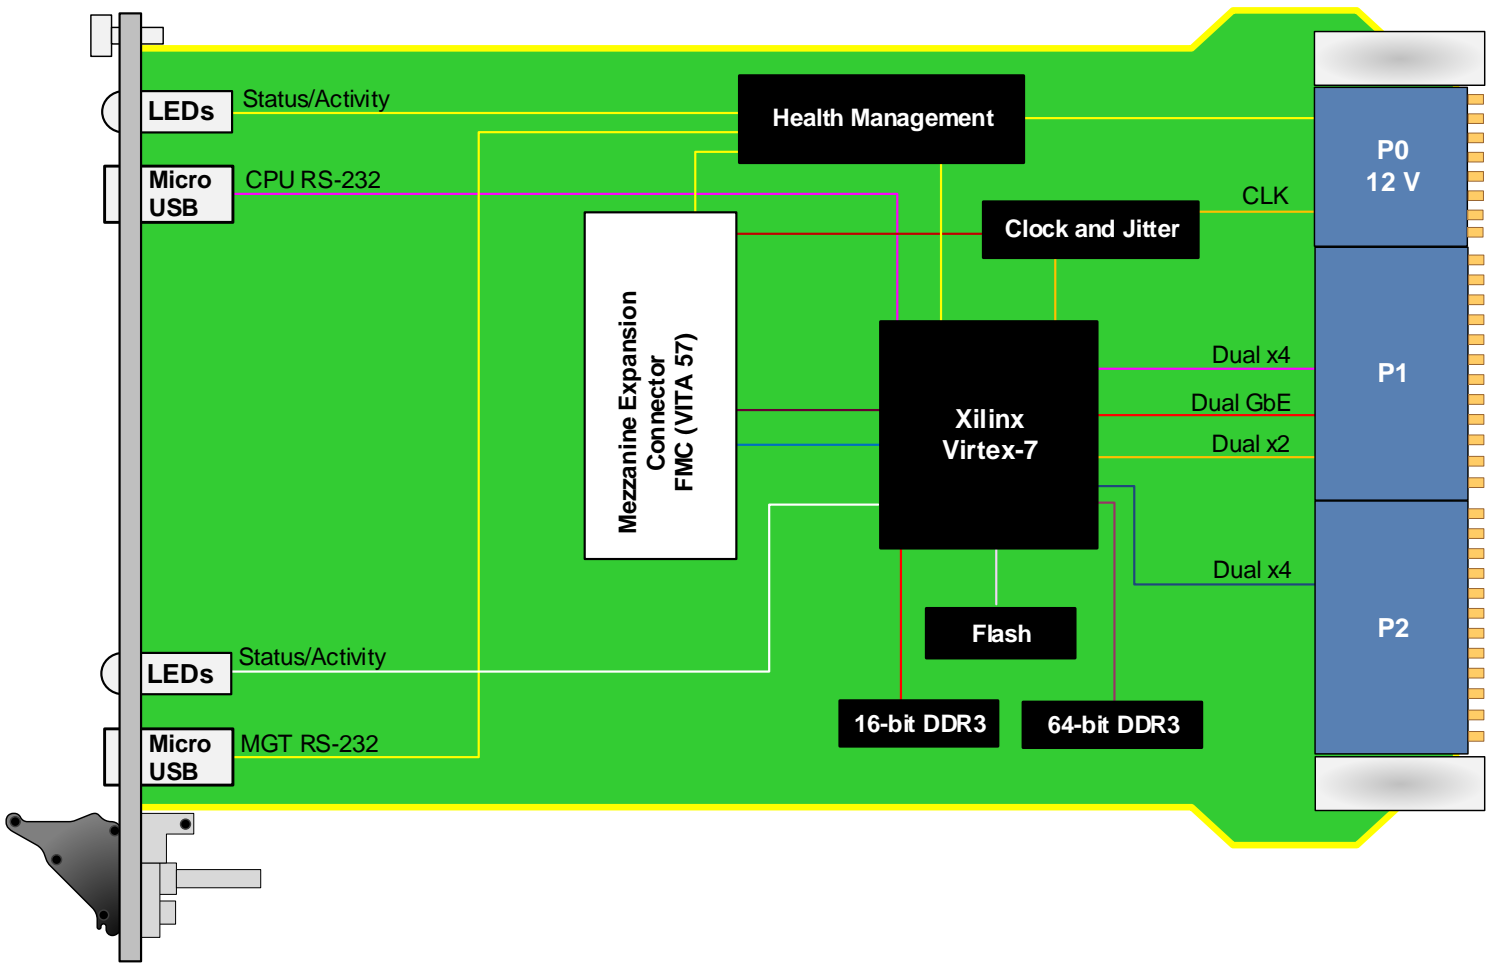 LEDs
Status/Activity
Micro
USB
CPU RS-232
Health Management
P0
12 V
CLK
Clock and Jitter
Mezzanine Expansion
Connector
FMC (VITA 57)
Xilinx
Virtex-7
Dual x4
Dual GbE
Dual x2
P1
Dual x4
P2
Flash
LEDs
Status/Activity
16-bit DDR3
64-bit DDR3
Micro
USB
MGT RS-232